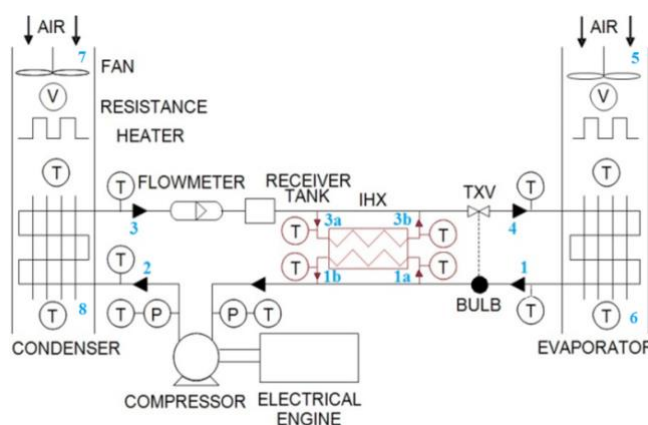 AIR
7
FAN
V
RESISTANCE
HEATER
T
T
FLOWMETER
RECEIVER
TANK
IHX
TXV
T
3
3a
3b
T
T
4
T
2
T
T
1b
1a
1
T
8
T
T
P
P
T
BULB
T
6
CONDENSER
COMPRESSOR
ELECTRICAL
ENGINE
EVAPORATOR
AIR
5
V
T